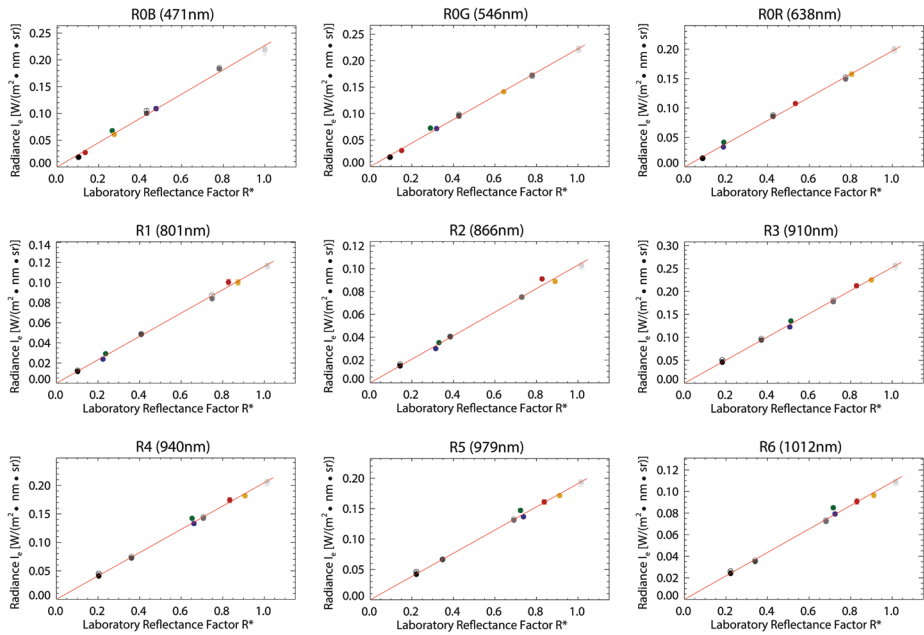 R0B (471nm)
Radiance Iₑ [W/(m² • nm • sr)]
0.25
0.20
0.15
0.10
0.05
0.00
0.0 0.2 0.4 0.6 0.8 1.0
Laboratory Reflectance Factor R*
R0G (546nm)
Radiance Iₑ [W/(m² • nm • sr)]
0.25
0.20
0.15
0.10
0.05
0.00
0.0 0.2 0.4 0.6 0.8 1.0
Laboratory Reflectance Factor R*
R0R (638nm)
Radiance Iₑ [W/(m² • nm • sr)]
0.20
0.15
0.10
0.05
0.00
0.0 0.2 0.4 0.6 0.8 1.0
Laboratory Reflectance Factor R*
R1 (801nm)
Radiance Iₑ [W/(m² • nm • sr)]
0.14
0.12
0.10
0.08
0.06
0.04
0.02
0.00
0.0 0.2 0.4 0.6 0.8 1.0
Laboratory Reflectance Factor R*
R2 (866nm)
Radiance Iₑ [W/(m² • nm • sr)]
0.12
0.10
0.08
0.06
0.04
0.02
0.00
0.0 0.2 0.4 0.6 0.8 1.0
Laboratory Reflectance Factor R*
R3 (910nm)
Radiance Iₑ [W/(m² • nm • sr)]
0.30
0.25
0.20
0.15
0.10
0.05
0.00
0.0 0.2 0.4 0.6 0.8 1.0
Laboratory Reflectance Factor R*
R4 (940nm)
Radiance Iₑ [W/(m² • nm • sr)]
0.20
0.15
0.10
0.05
0.00
0.0 0.2 0.4 0.6 0.8 1.0
Laboratory Reflectance Factor R*
R5 (979nm)
Radiance Iₑ [W/(m² • nm • sr)]
0.20
0.15
0.10
0.05
0.00
0.0 0.2 0.4 0.6 0.8 1.0
Laboratory Reflectance Factor R*
R6 (1012nm)
Radiance Iₑ [W/(m² • nm • sr)]
0.12
0.10
0.08
0.06
0.04
0.02
0.00
0.0 0.2 0.4 0.6 0.8 1.0
Laboratory Reflectance Factor R*